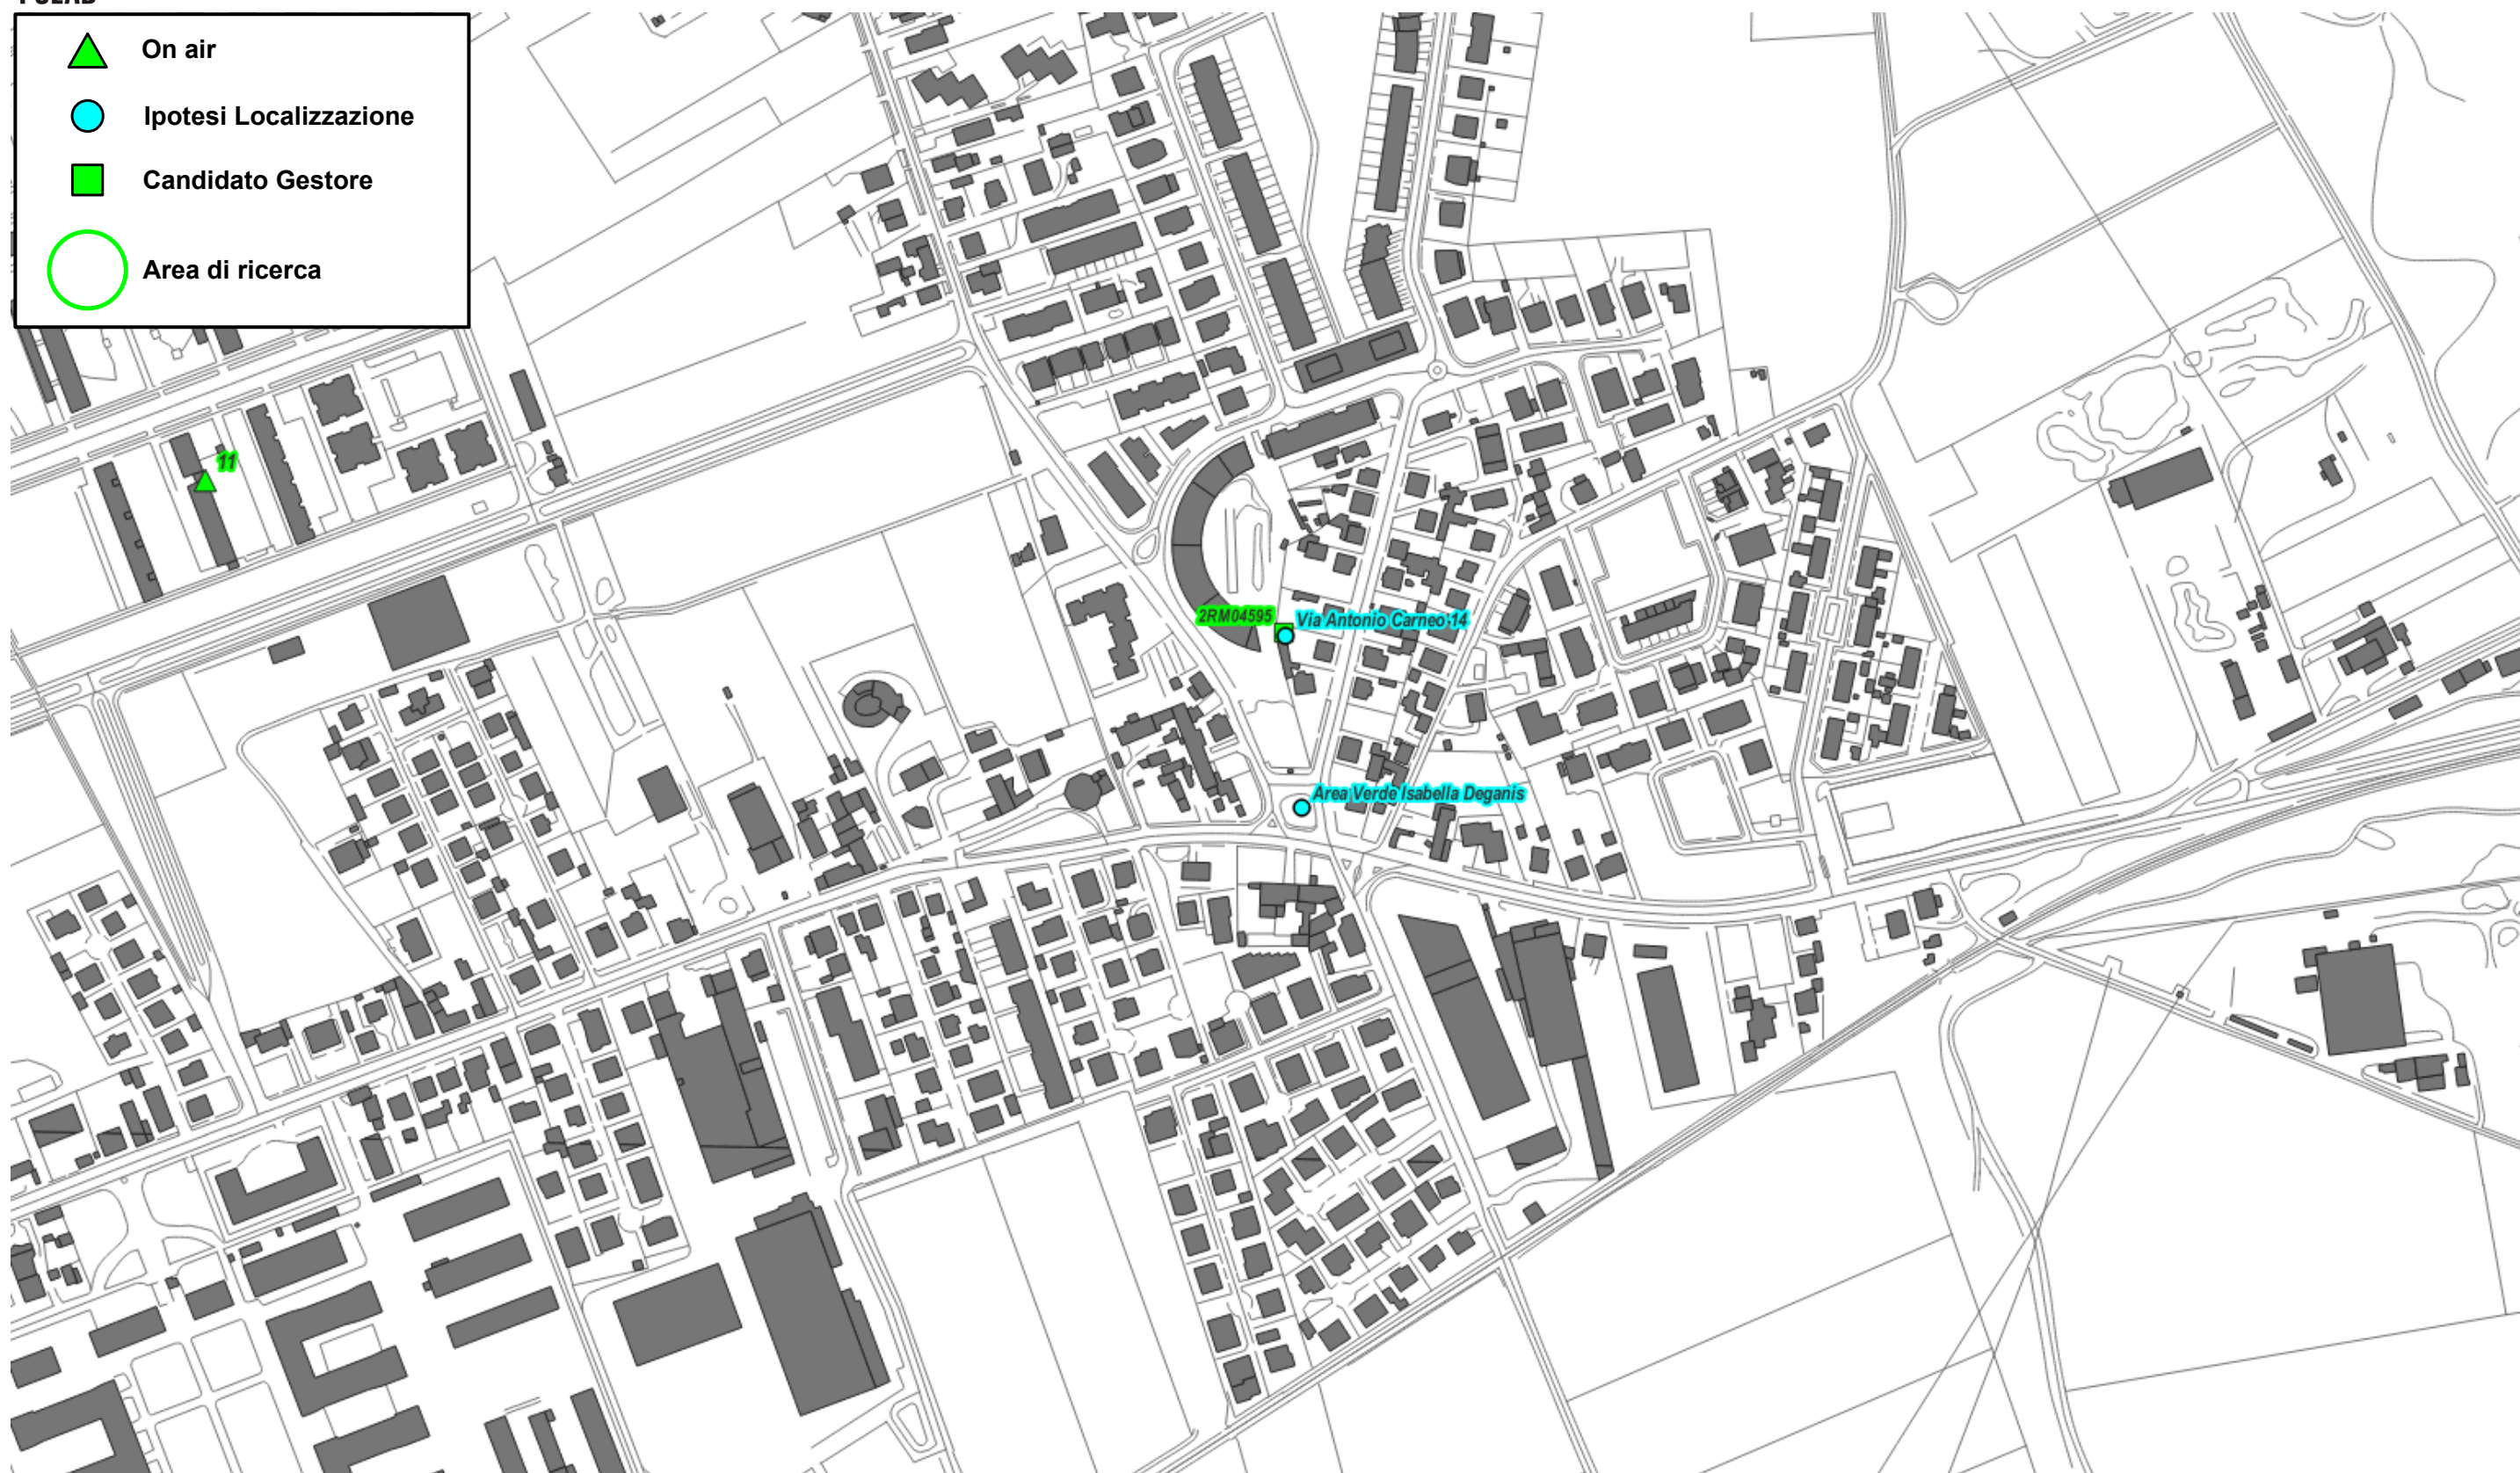 On air
Ipotesi Localizzazione
Candidato Gestore
Area di ricerca
11
2RM04595
Via Antonio Carneo 14
Area Verde Isabella Deganis